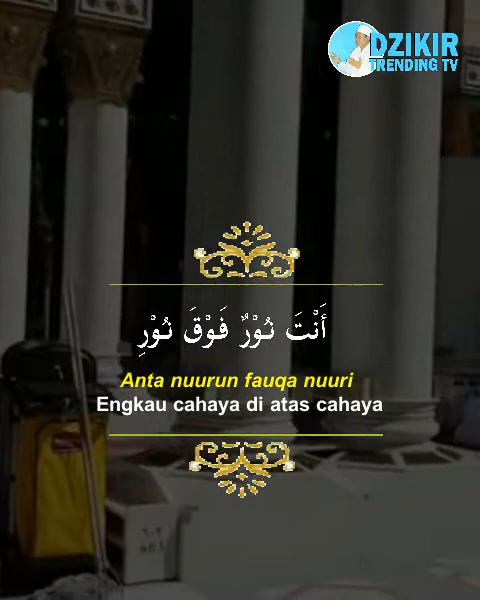 DZIKIR
TRENDING TV
أَنْتَ نُوْرٌ فَوْقَ نُوْرِ
Anta nuurun fauqa nuuri
Engkau cahaya di atas cahaya